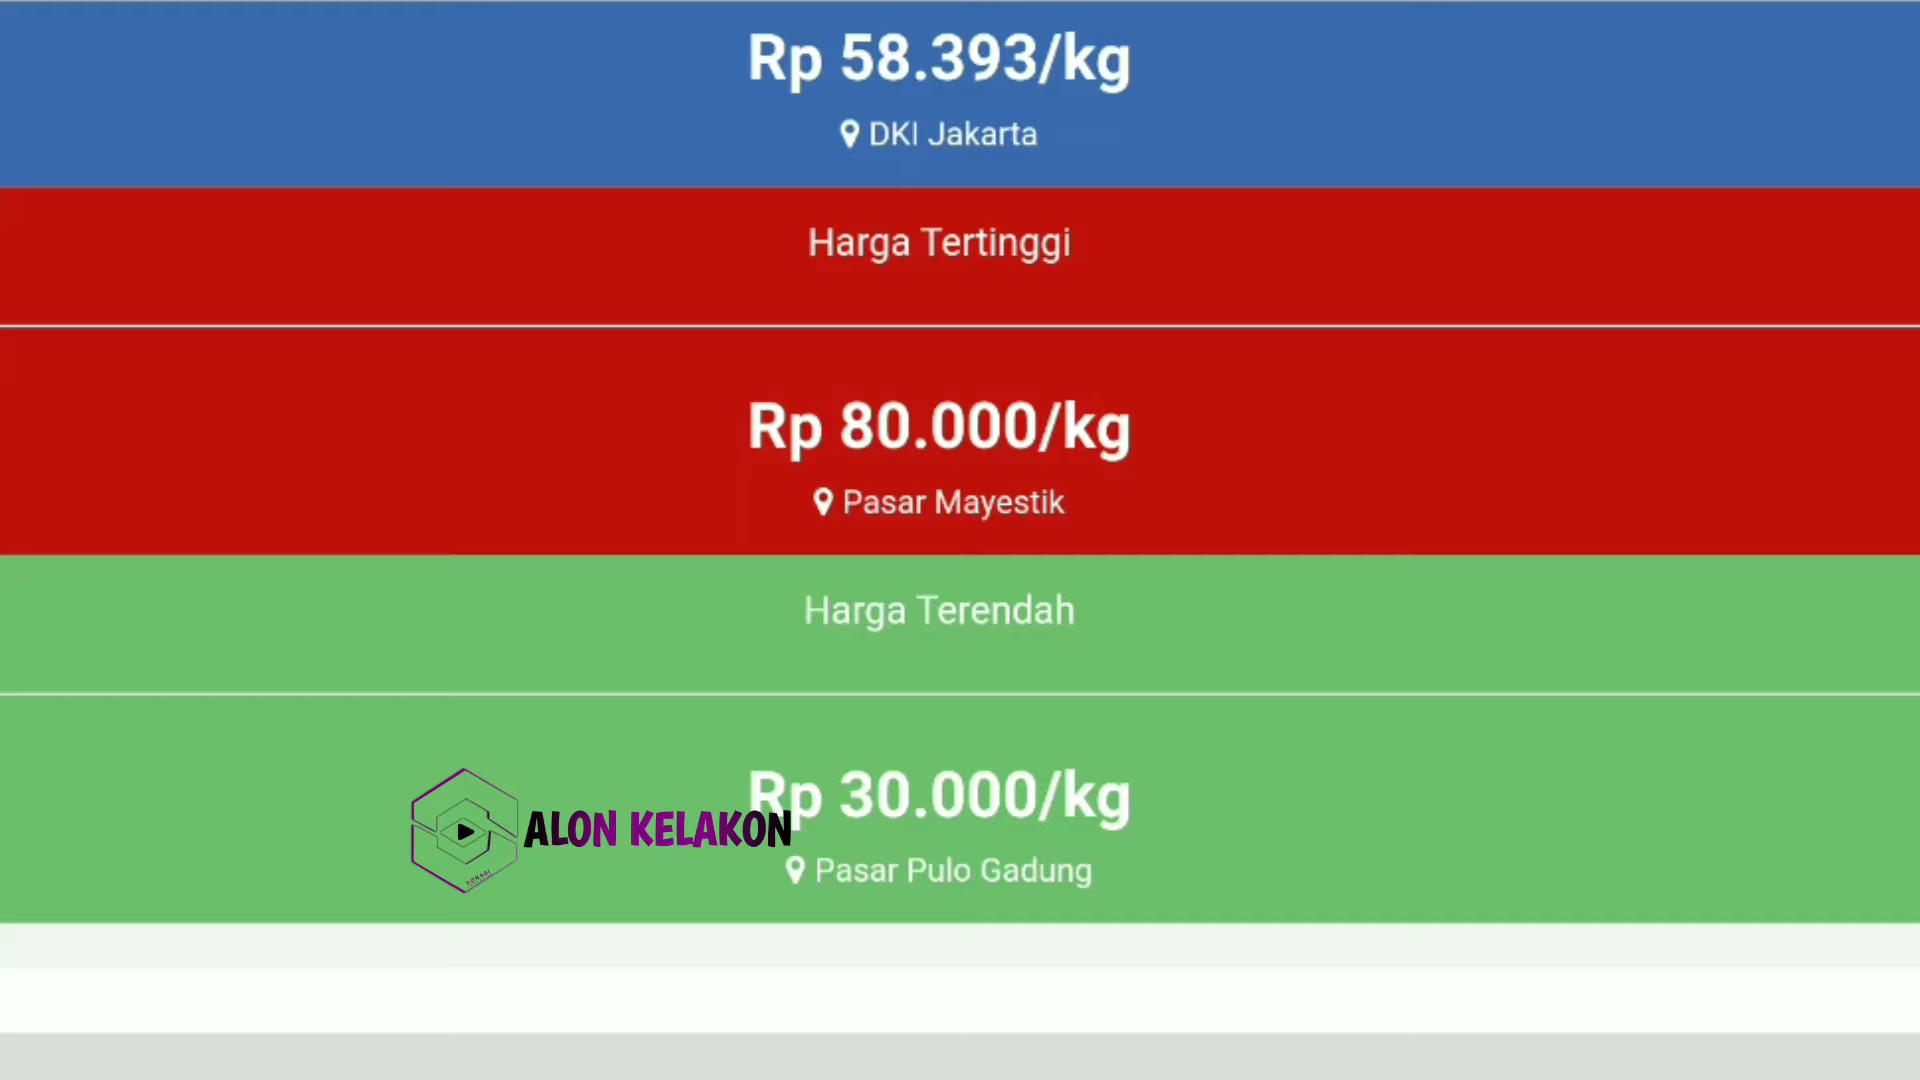 Rp 58.393/kg
DKI Jakarta
Harga Tertinggi
Rp 80.000/kg
Pasar Mayestik
Harga Terendah
Rp 30.000/kg
ALON KELAKON
Pasar Pulo Gadung